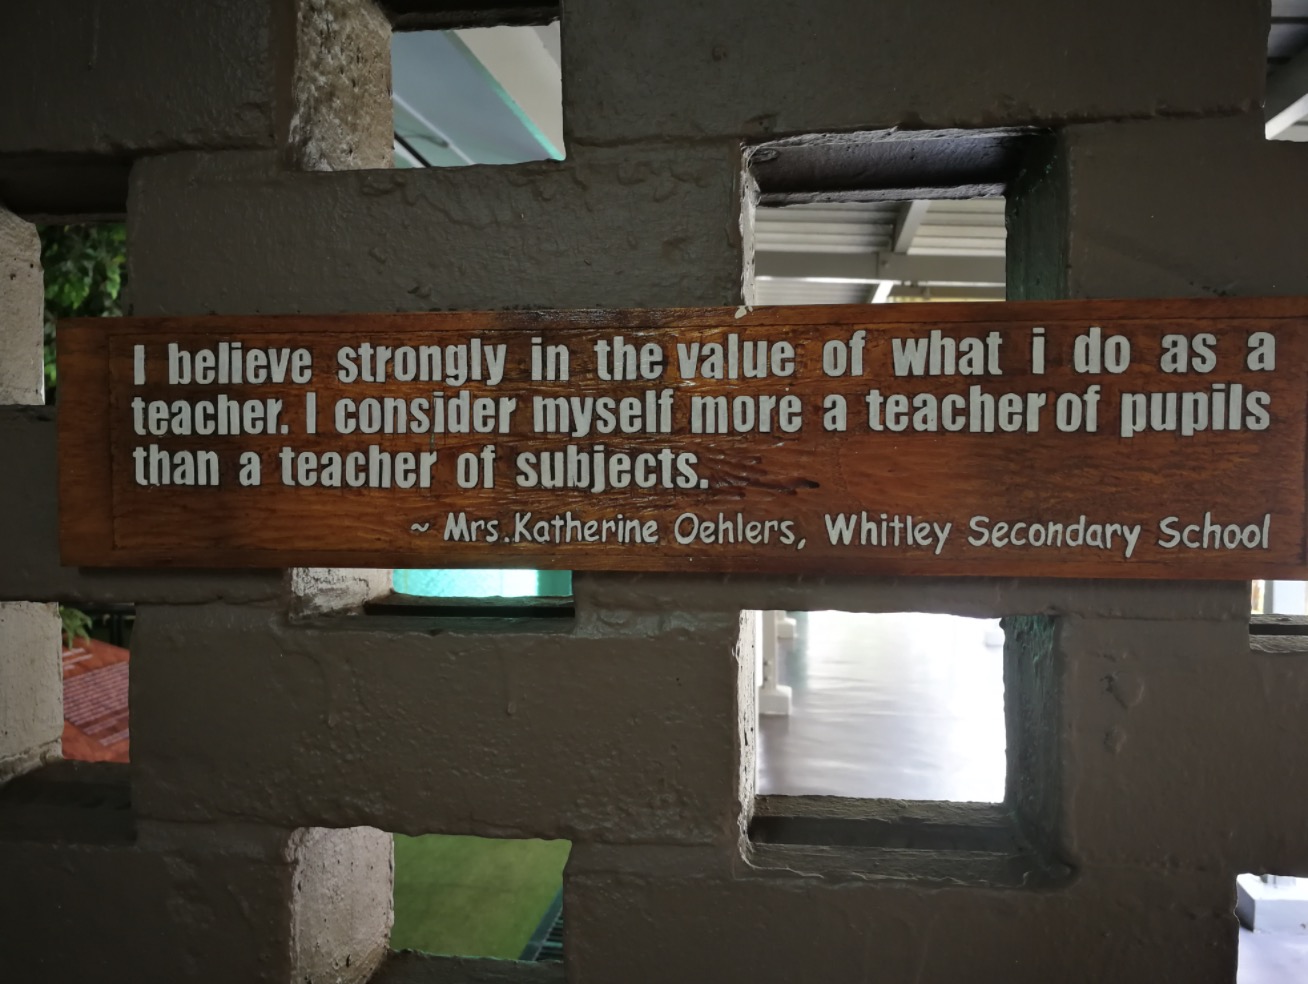 I believe strongly in the value of what i do as a
teacher. I consider myself more a teacher of pupils
than a teacher of subjects.
~ Mrs.Katherine Oehlers, Whitley Secondary School